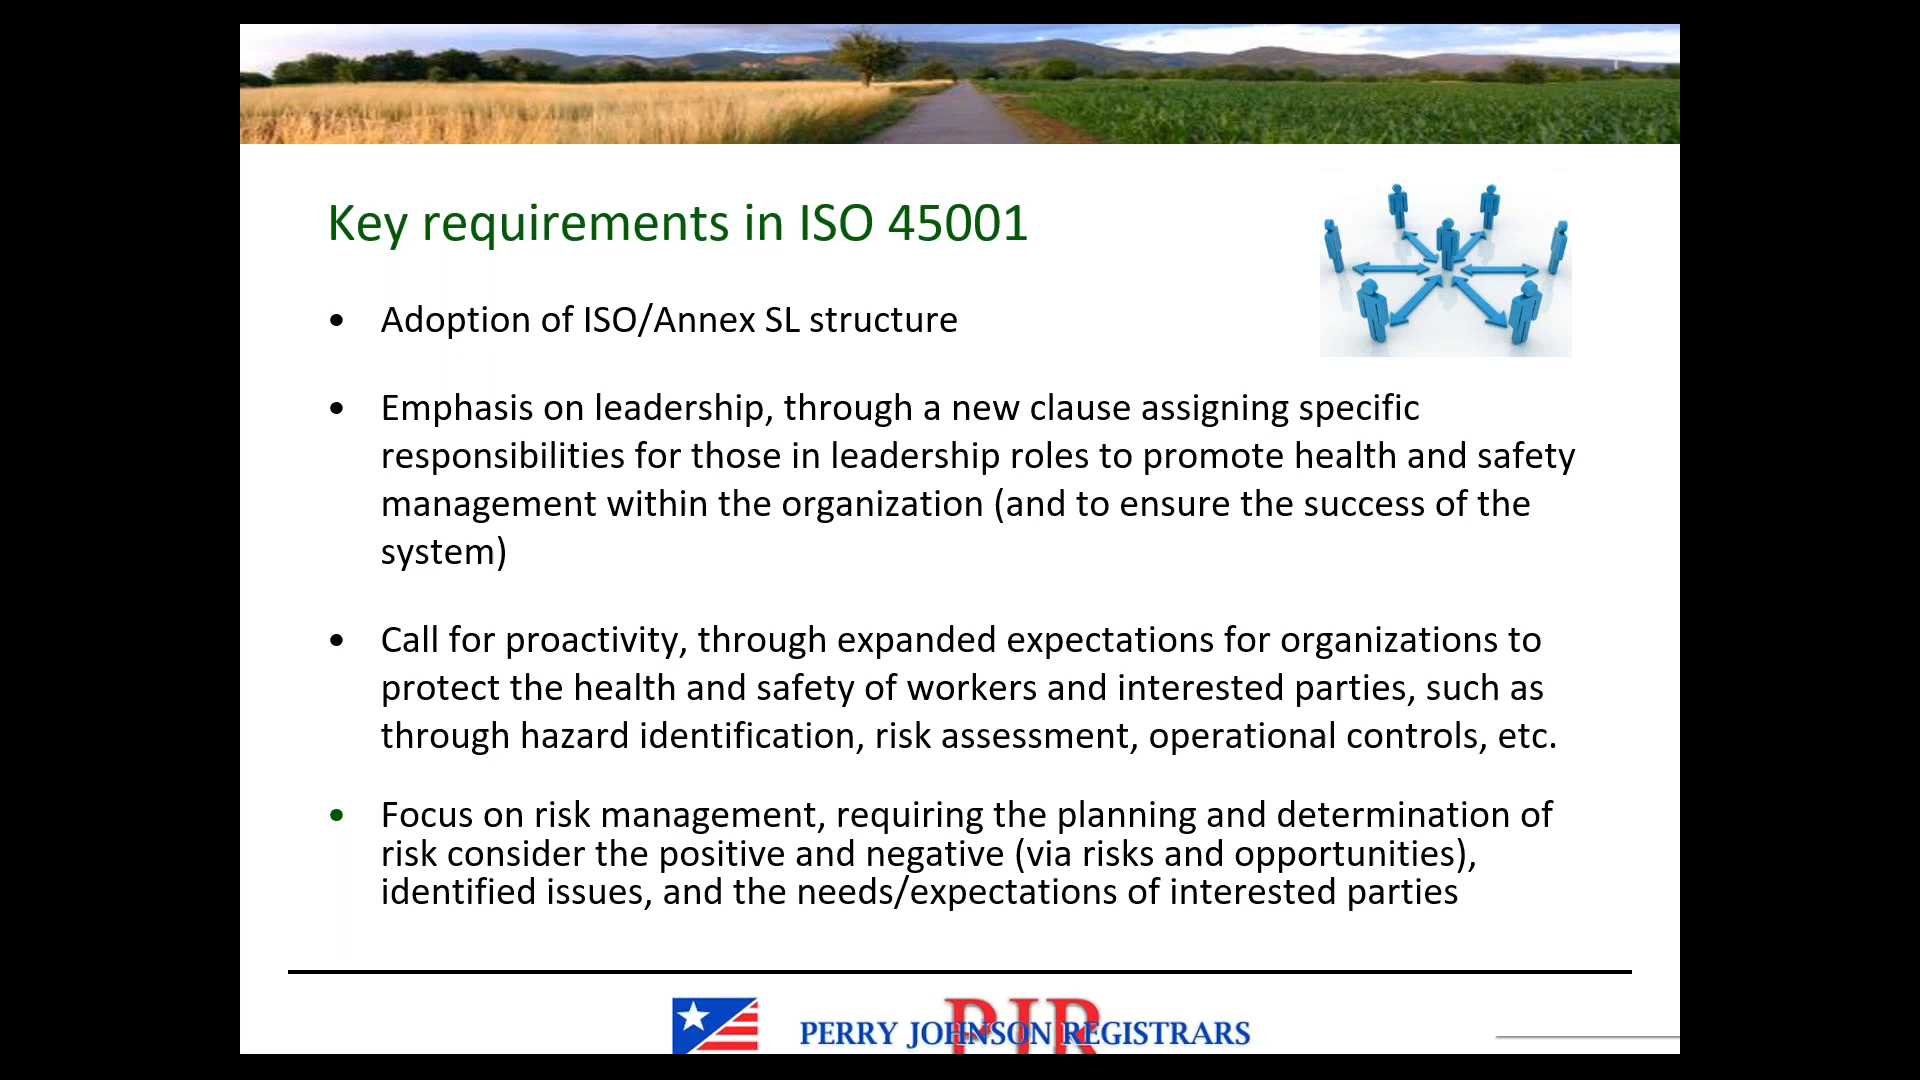 Key requirements in ISO 45001
• Adoption of ISO/Annex SL structure
• Emphasis on leadership, through a new clause assigning specific
responsibilities for those in leadership roles to promote health and safety
management within the organization (and to ensure the success of the
system)
• Call for proactivity, through expanded expectations for organizations to
protect the health and safety of workers and interested parties, such as
through hazard identification, risk assessment, operational controls, etc.
• Focus on risk management, requiring the planning and determination of
risk consider the positive and negative (via risks and opportunities),
identified issues, and the needs/expectations of interested parties
PJR
PERRY JOHNSON REGISTRARS